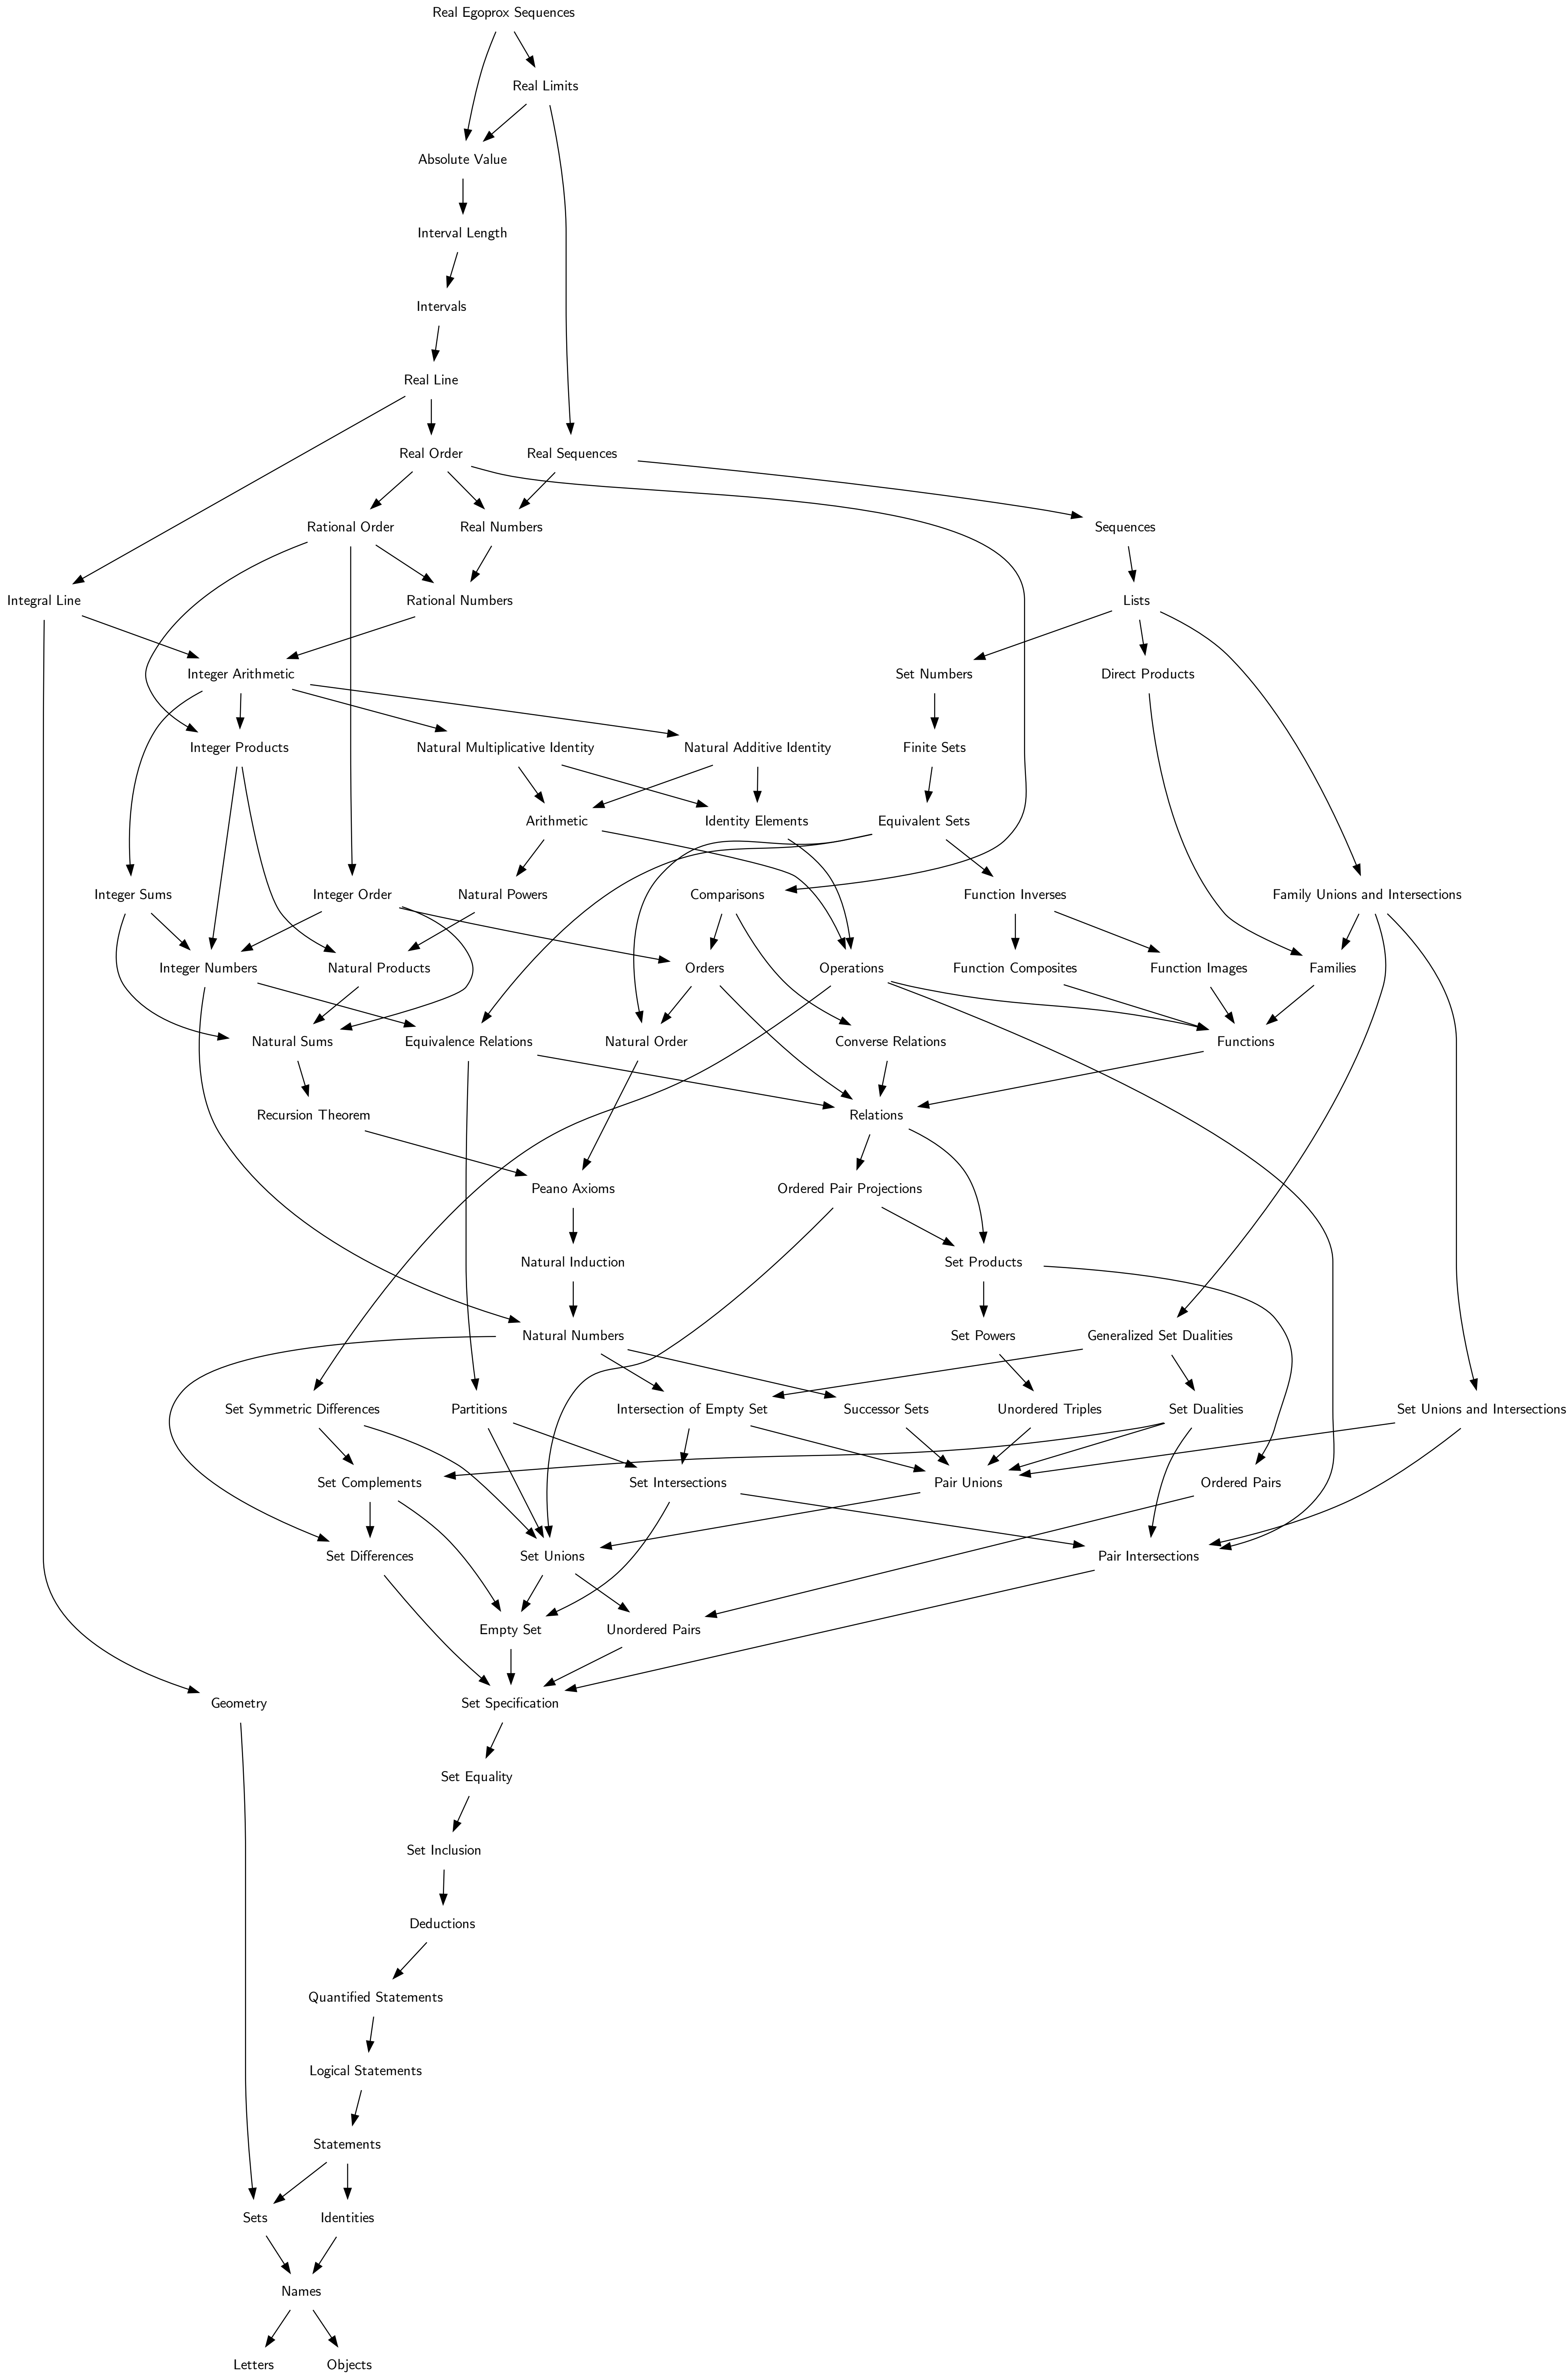 Real Egoprox Sequences
Real Limits
Absolute Value
Interval Length
Intervals
Real Line
Real Order
Real Sequences
Rational Order
Real Numbers
Sequences
Integral Line
Rational Numbers
Lists
Integer Arithmetic
Set Numbers
Direct Products
Integer Products
Natural Multiplicative Identity
Natural Additive Identity
Finite Sets
Arithmetic
Identity Elements
Equivalent Sets
Integer Sums
Integer Order
Natural Powers
Comparisons
Function Inverses
Family Unions and Intersections
Integer Numbers
Natural Products
Orders
Operations
Function Composites
Function Images
Families
Natural Sums
Equivalence Relations
Natural Order
Converse Relations
Functions
Recursion Theorem
Relations
Peano Axioms
Ordered Pair Projections
Natural Induction
Set Products
Natural Numbers
Set Powers
Generalized Set Dualities
Set Symmetric Differences
Partitions
Intersection of Empty Set
Successor Sets
Unordered Triples
Set Dualities
Set Unions and Intersections
Set Complements
Set Intersections
Pair Unions
Ordered Pairs
Set Differences
Set Unions
Pair Intersections
Empty Set
Unordered Pairs
Geometry
Set Specification
Set Equality
Set Inclusion
Deductions
Quantified Statements
Logical Statements
Statements
Sets
Identities
Names
Letters
Objects